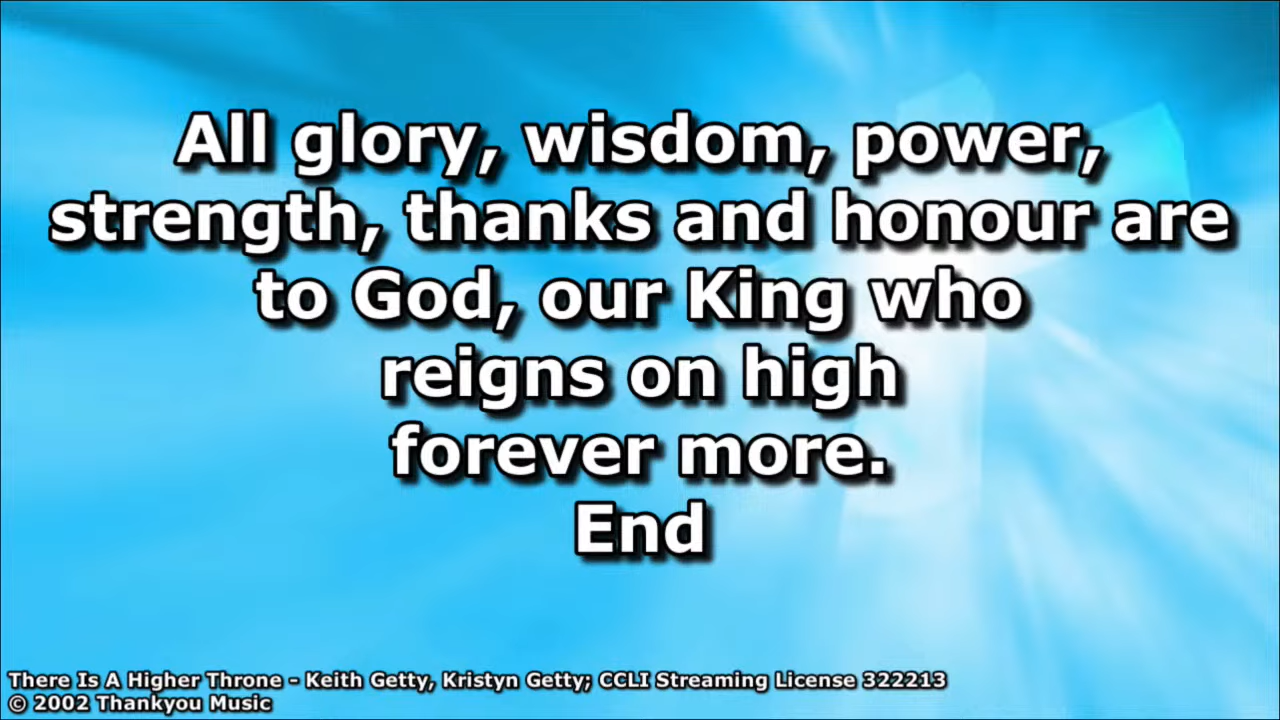 All glory, wisdom, power,
strength, thanks and honour are
to God, our King who
reigns on high
forever more.
End
There Is A Higher Throne - Keith Getty, Kristyn Getty; CCLI Streaming License 322213
© 2002 Thankyou Music